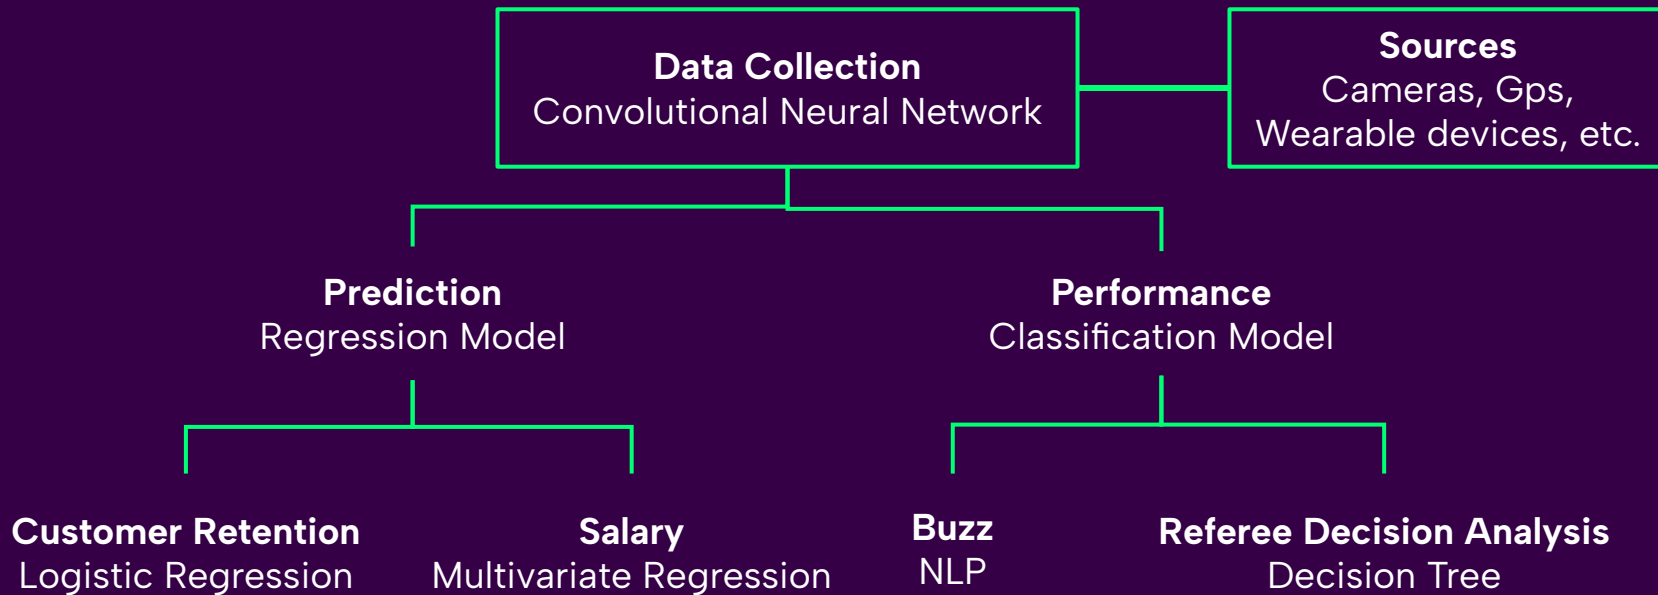 Data Collection
Convolutional Neural Network
Sources
Cameras, Gps,
Wearable devices, etc.
Prediction
Regression Model
Performance
Classification Model
Customer Retention
Logistic Regression
Salary
Multivariate Regression
Buzz
NLP
Referee Decision Analysis
Decision Tree